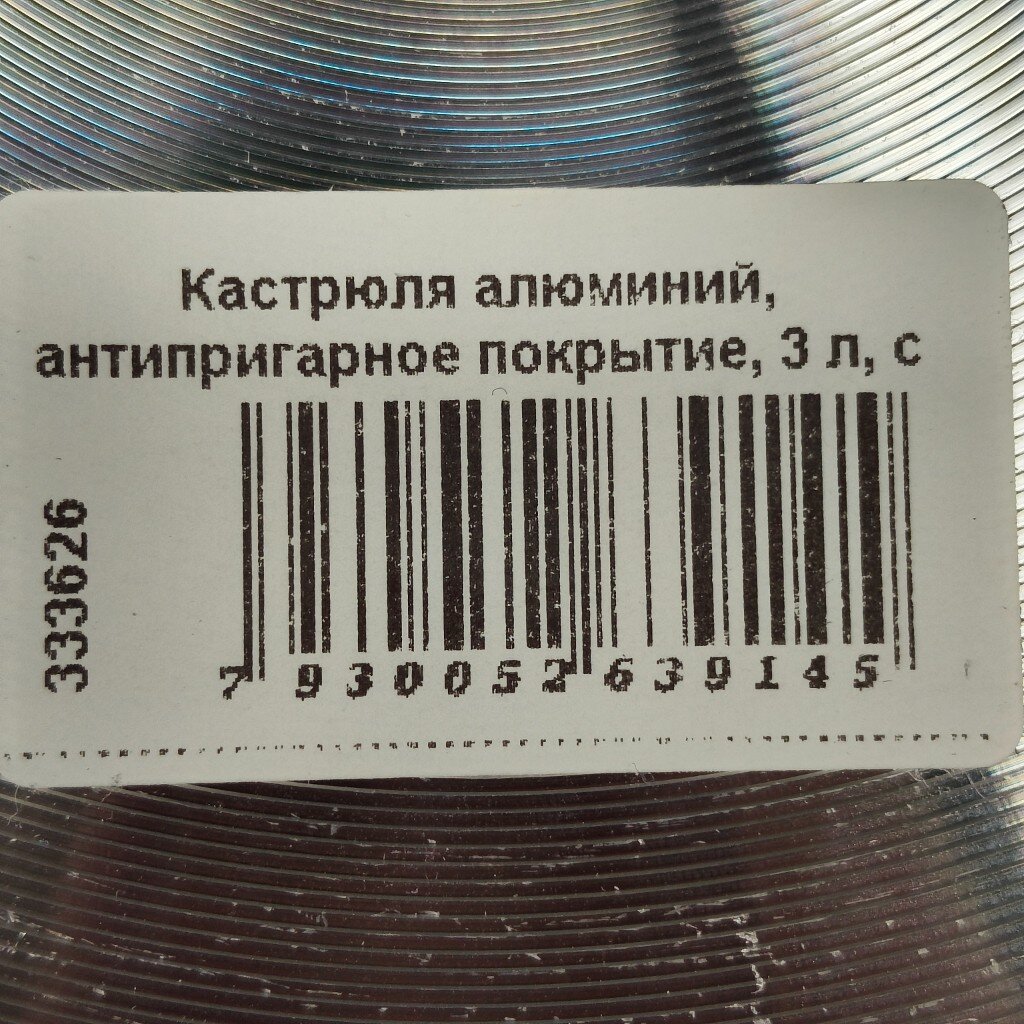 Кастрюля алюминий,
антипригарное покрытие, 3 л, с
333626
7 930052 639145